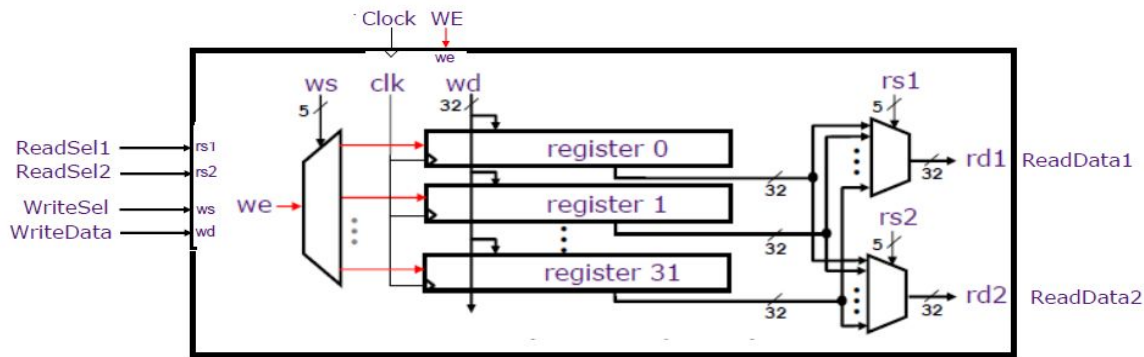 Clock WE
we
ws clk wd rs1
5 32 5
ReadSel1 rs1 register 0 rd1 ReadData1
ReadSel2 rs2 32 32
WriteSel ws we register 1 rs2
WriteData wd 32 5
register 31 rd2 ReadData2
32 32